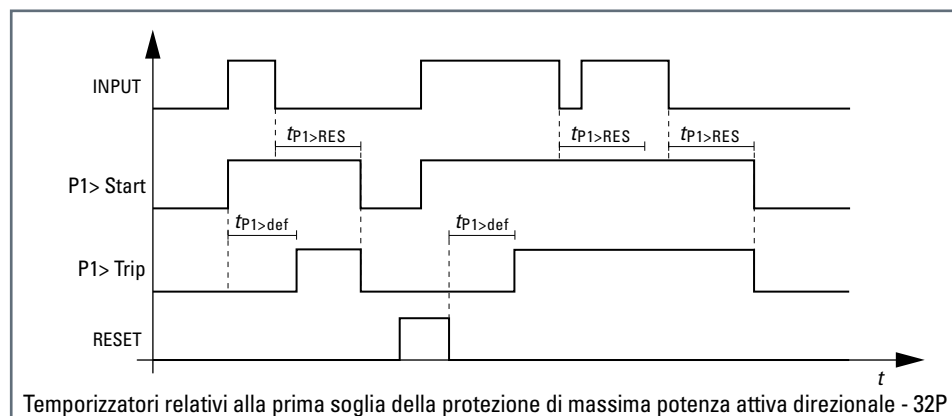 INPUT
tP1>RES tP1>RES tP1>RES
P1> Start
tP1>def tP1>def
P1> Trip
RESET
t
Temporizzatori relativi alla prima soglia della protezione di massima potenza attiva direzionale - 32P